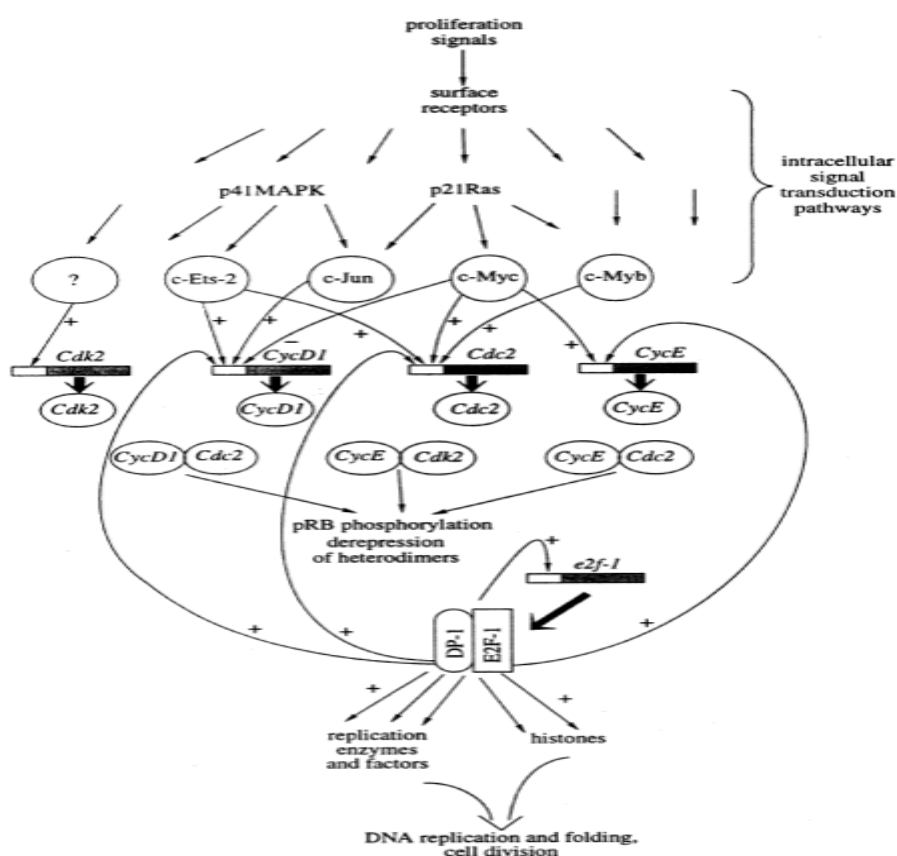 proliferation
signals
surface
receptors
intracellular
signal
transduction
pathways
p41MAPK
p21Ras
?
c-Ets-2
c-Jun
c-Myc
c-Myb
+
+
+
−
+
+
+
+
Cdk2
CycD1
Cdc2
CycE
Cdk2
CycD1
Cdc2
CycE
CycD1 Cdc2
CycE Cdk2
CycE Cdc2
pRB phosphorylation
derepression
of heterodimers
+
e2f-1
DP-1
E2F-1
+
+
+
+
+
replication
enzymes
and factors
histones
DNA replication and folding,
cell division